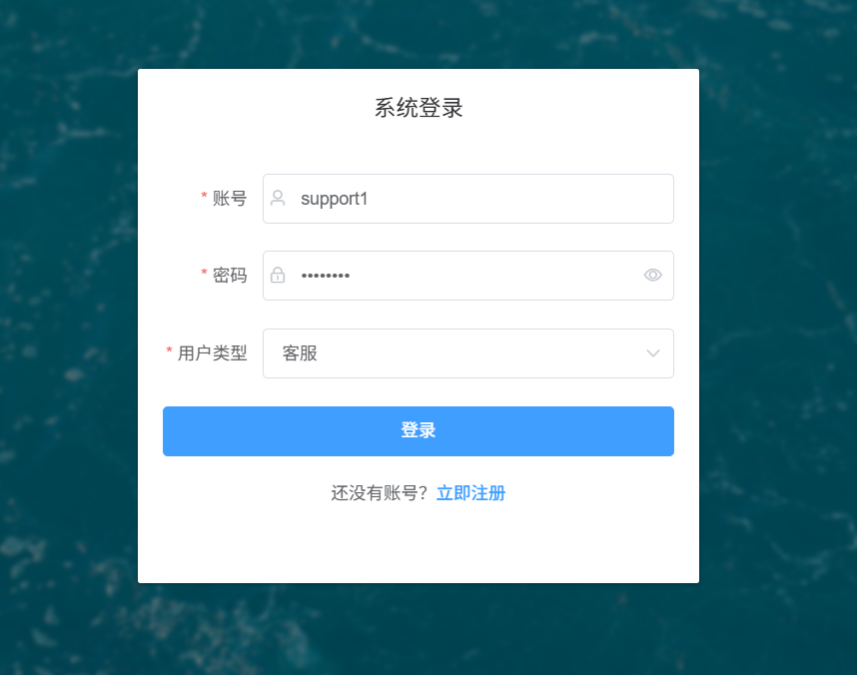 系统登录
* 账号 support1
* 密码 ••••••••
* 用户类型 客服
登录
还没有账号？立即注册